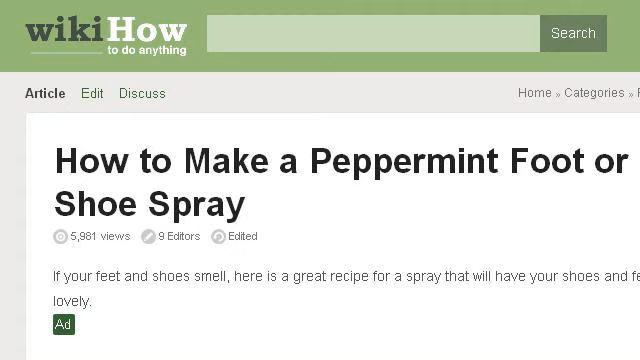 wikiHow
to do anything
Search
Article Edit Discuss
Home » Categories »
How to Make a Peppermint Foot or
Shoe Spray
5,981 views 9 Editors Edited
If your feet and shoes smell, here is a great recipe for a spray that will have your shoes and
lovely.
Ad